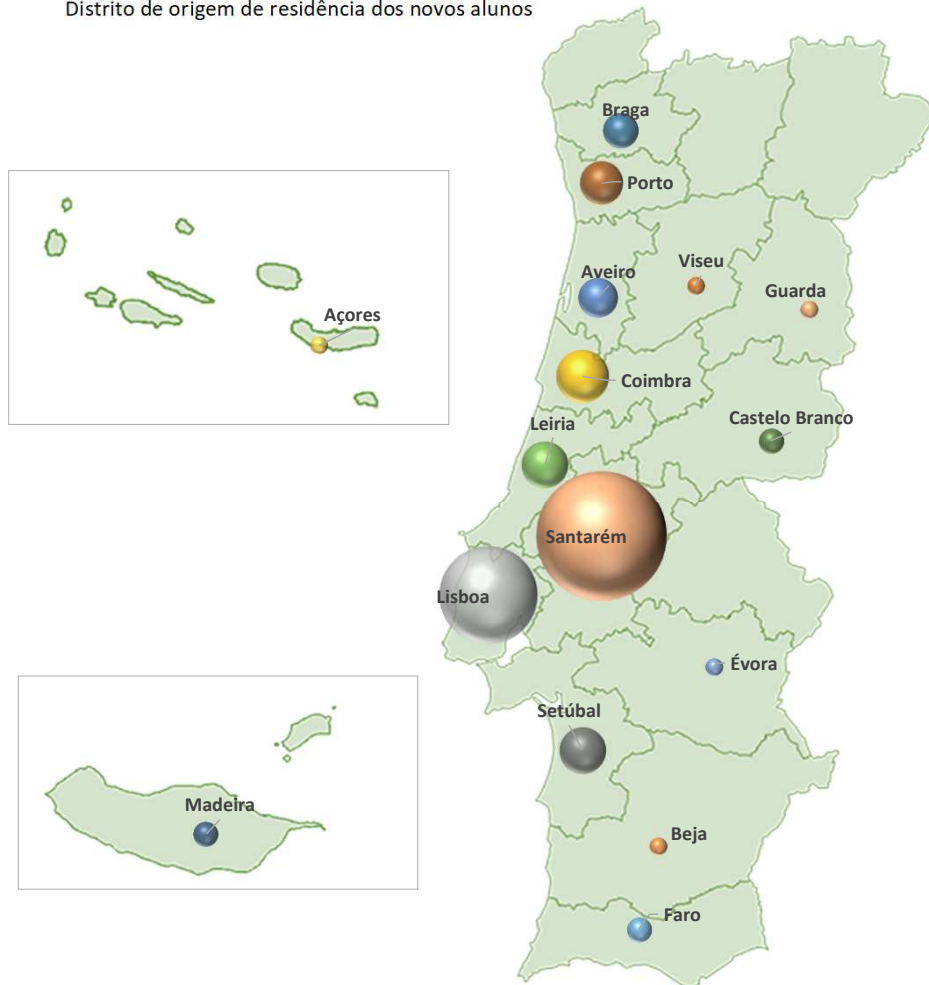 Distrito de origem de residência dos novos alunos
Braga
Porto
Aveiro
Viseu
Guarda
Açores
Coimbra
Leiria
Castelo Branco
Santarém
Lisboa
Évora
Setúbal
Madeira
Beja
Faro